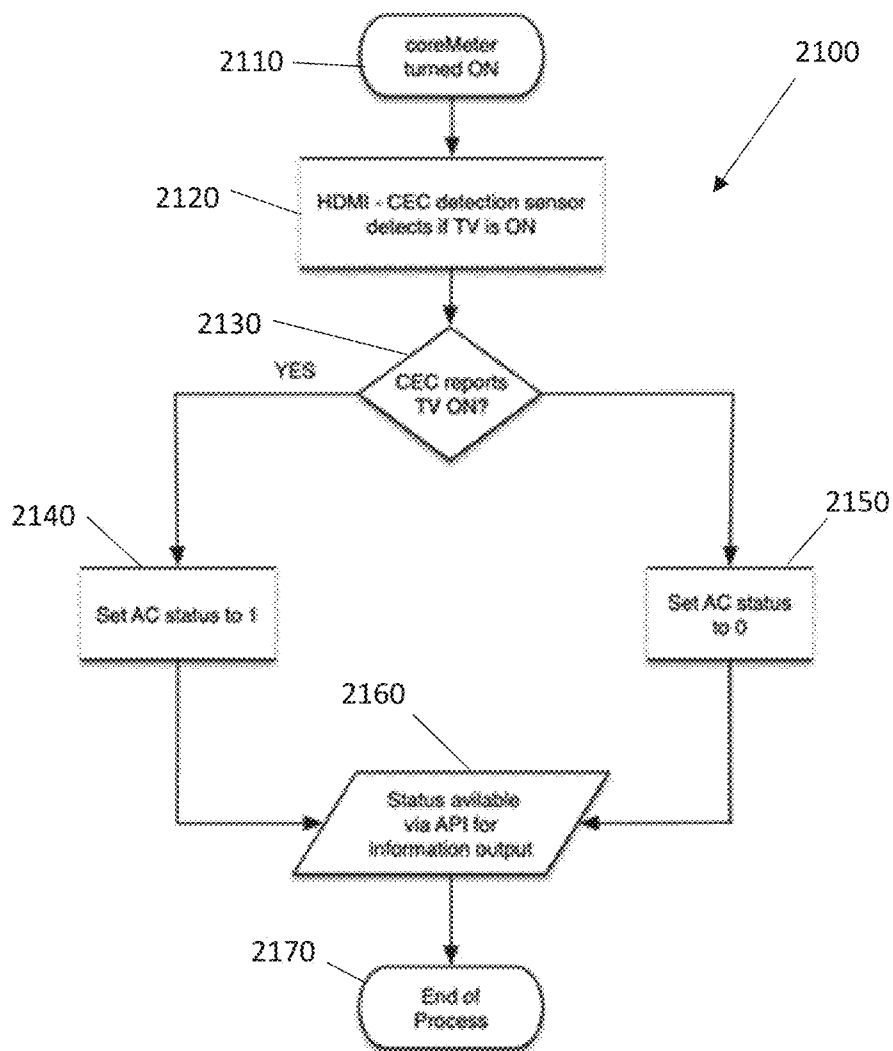 coreMeter
turned ON
2110
2100
2120
HDMI - CEC detection sensor
detects if TV is ON
2130
YES
CEC reports
TV ON?
2140
2150
Set AC status to 1
Set AC status
to 0
2160
Status avilable
via API for
information output
2170
End of
Process